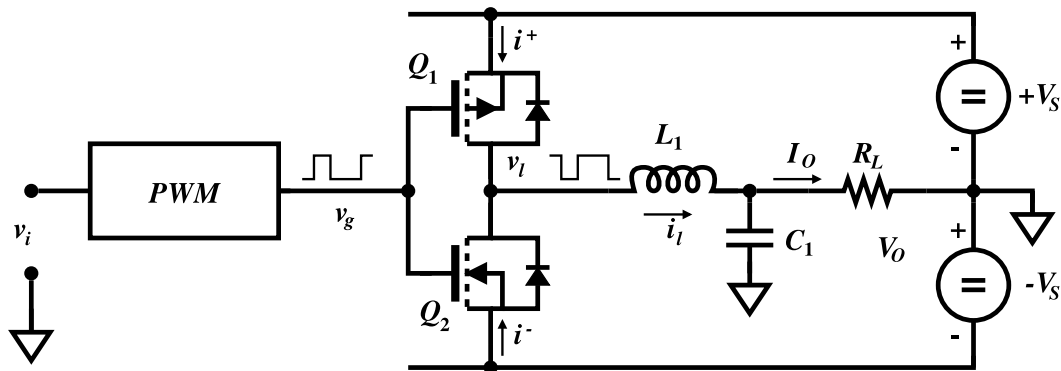 i+
Q1
+
+VS
-
L1
vl
IO
RL
PWM
vg
vi
il
C1
VO
+
-VS
-
Q2
i-